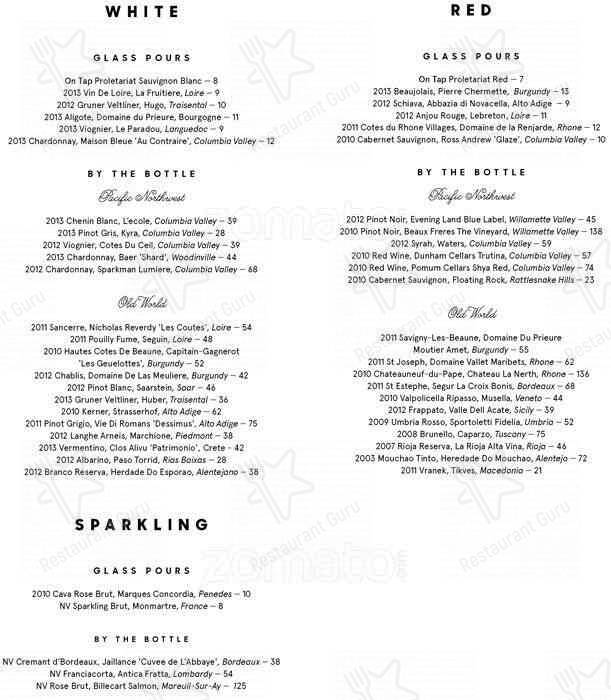 WHITE
GLASS POURS
On Tap Proletariat Sauvignon Blanc – 8
2013 Vin De Loire, La Fruitiere, Loire – 9
2012 Gruner Veltliner, Hugo, Traisental – 10
2013 Aligote, Domaine du Prieure, Bourgogne – 11
2013 Viognier, Le Paradou, Languedoc – 9
2013 Chardonnay, Maison Bleue 'Au Contraire', Columbia Valley – 12
BY THE BOTTLE
Pacific Northwest
2013 Chenin Blanc, L'ecole, Columbia Valley – 39
2013 Pinot Gris, Kyra, Columbia Valley – 28
2012 Viognier, Cotes Du Ceil, Columbia Valley – 39
2013 Chardonnay, Baer 'Shard', Woodinville – 44
2012 Chardonnay, Sparkman Lumiere, Columbia Valley – 68
Old World
2011 Sancerre, Nicholas Reverdy 'Les Coutes', Loire – 54
2011 Pouilly Fume, Seguin, Loire – 48
2010 Hautes Cotes De Beaune, Capitain-Gagnerot
'Les Gueulottes', Burgundy – 52
2012 Chablis, Domaine De Las Meuliere, Burgundy – 42
2012 Pinot Blanc, Saarstein, Saar – 46
2013 Gruner Veltliner, Huber, Traisental – 36
2010 Kerner, Strasserhof, Alto Adige – 62
2011 Pinot Grigio, Vie Di Romans 'Dessimus', Alto Adige – 75
2012 Langhe Arneis, Marchione, Piedmont – 38
2013 Vermentino, Clos Alivu 'Patrimonio', Crete - 42
2012 Albarino, Paso Torrid, Rias Baixas – 28
2012 Branco Reserva, Herdade Do Esporao, Alentejano – 38
SPARKLING
GLASS POURS
2010 Cava Rose Brut, Marques Concordia, Penedes – 10
NV Sparkling Brut, Monmartre, France – 8
BY THE BOTTLE
NV Cremant d'Bordeaux, Jaillance 'Cuvee de L'Abbaye', Bordeaux – 38
NV Franciacorta, Antica Fratta, Lombardy – 54
NV Rose Brut, Billecart Salmon, Mareuil-Sur-Ay – 125
RED
GLASS POURS
On Tap Proletariat Red – 7
2013 Beaujolais, Pierre Chermette, Burgundy – 13
2012 Schiava, Abbazia di Novacella, Alto Adige – 9
2012 Anjou Rouge, Lebreton, Loire – 11
2011 Cotes du Rhone Villages, Domaine de la Renjarde, Rhone – 12
2010 Cabernet Sauvignon, Ross Andrew 'Glaze', Columbia Valley – 10
BY THE BOTTLE
Pacific Northwest
2012 Pinot Noir, Evening Land Blue Label, Willamette Valley – 45
2010 Pinot Noir, Beaux Freres The Vineyard, Willamette Valley – 138
2012 Syrah, Waters, Columbia Valley – 59
2010 Red Wine, Dunham Cellars Trutina, Columbia Valley – 57
2010 Red Wine, Pomum Cellars Shya Red, Columbia Valley – 74
2010 Cabernet Sauvignon, Floating Rock, Rattlesnake Hills – 23
Old World
2011 Savigny-Les-Beaune, Domaine Du Prieure
Moutier Amet, Burgundy – 55
2011 St Joseph, Domaine Vallet Maribets, Rhone – 62
2010 Chateauneuf-du-Pape, Chateau La Nerth, Rhone – 136
2011 St Estephe, Segur La Croix Bonis, Bordeaux – 68
2010 Valpolicella Ripasso, Musella, Veneto – 44
2012 Frappato, Valle Dell Acate, Sicily – 39
2009 Umbria Rosso, Sportoletti Fidelia, Umbria – 52
2008 Brunello, Caparzo, Tuscany – 75
2007 Rioja Reserva, La Rioja Alta Vina, Rioja – 46
2003 Mouchao Tinto, Heredade Do Mouchao, Alentejo – 72
2011 Vranek, Tikves, Macedonia – 21
zomato
zomato
Restaurant Guru
Restaurant Guru
Restaurant Guru
Restaurant Guru